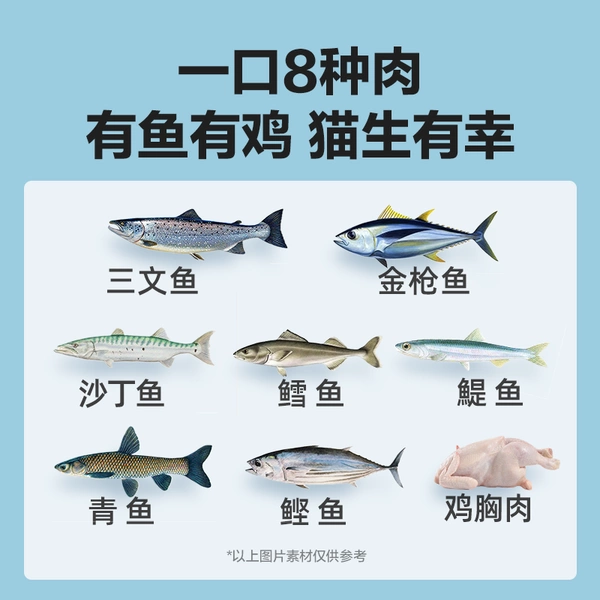 一口8种肉
有鱼有鸡 猫生有幸
三文鱼
金枪鱼
沙丁鱼
鳕鱼
鯷鱼
青鱼
鲣鱼
鸡胸肉
*以上图片素材仅供参考